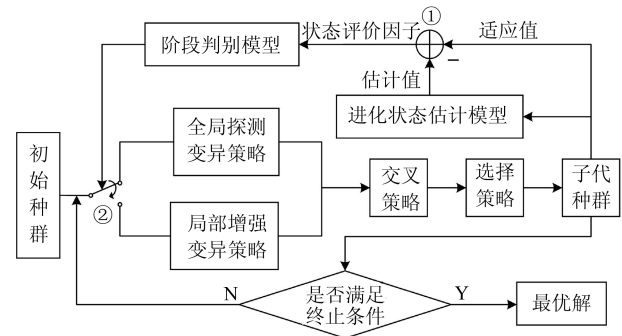 ①
阶段判别模型
状态评价因子
适应值
−
估计值
进化状态估计模型
全局探测
变异策略
初
始
种
群
②
局部增强
变异策略
交叉
策略
选择
策略
子代
种群
N
是否满足
终止条件
Y
最优解